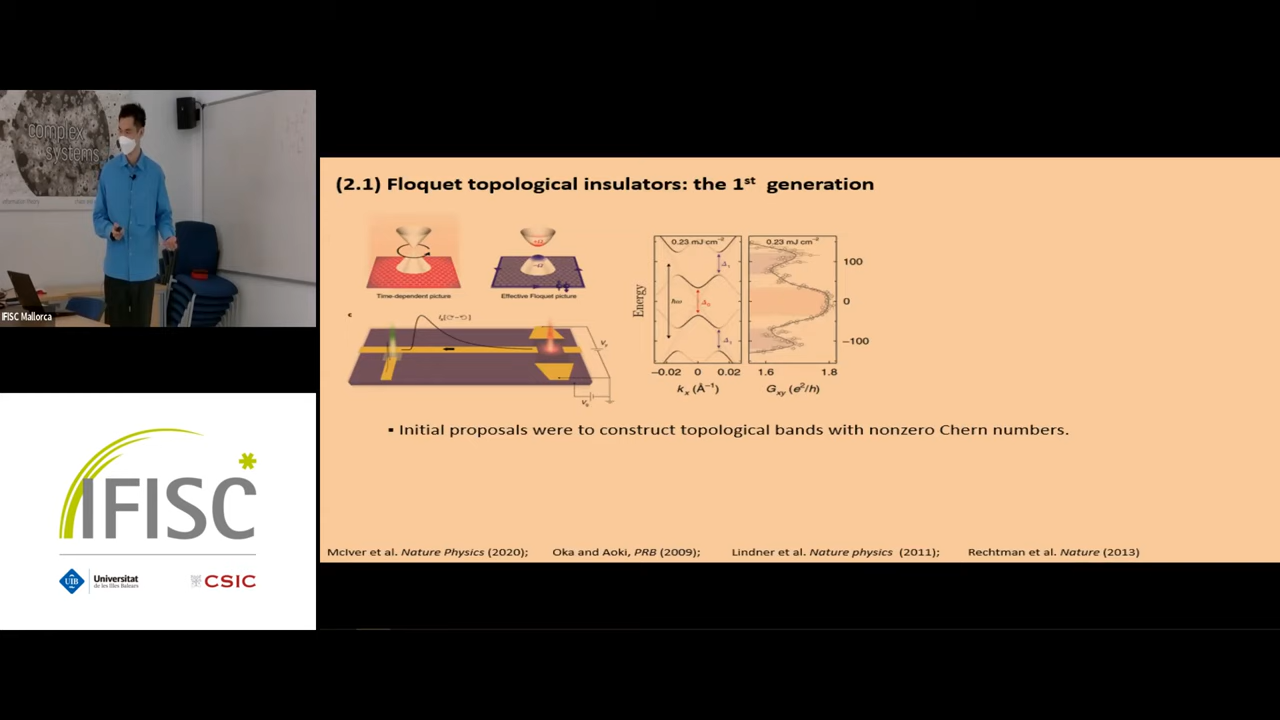 complex
systems
IFISC Mallorca
IFISC
UIB
Universitat
de les Illes Balears
CSIC
(2.1) Floquet topological insulators: the 1st generation
Time-dependent picture
Effective Floquet picture
c
Energy
0.23 mJ cm⁻²
0.23 mJ cm⁻²
ħω
100
0
−100
−0.02 0 0.02
1.6 1.8
kx (Å⁻¹)
Gxy (e²/h)
▪ Initial proposals were to construct topological bands with nonzero Chern numbers.
McIver et al. Nature Physics (2020); Oka and Aoki, PRB (2009); Lindner et al. Nature physics (2011); Rechtman et al. Nature (2013)